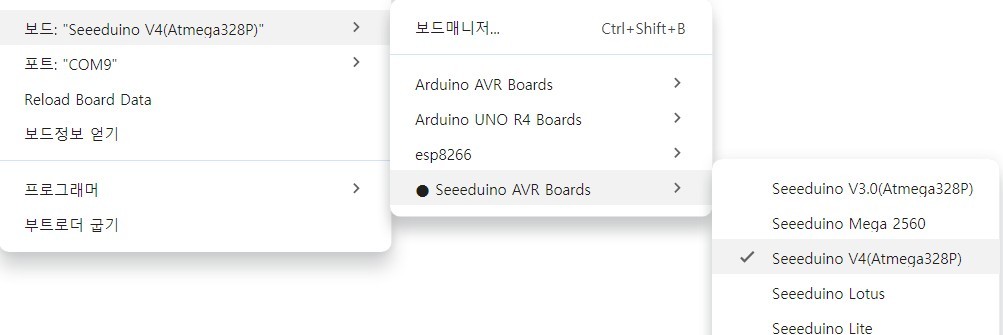 보드: "Seeeduino V4(Atmega328P)"
포트: "COM9"
Reload Board Data
보드정보 얻기
프로그래머
부트로더 굽기
보드매니저... Ctrl+Shift+B
Arduino AVR Boards
Arduino UNO R4 Boards
esp8266
● Seeeduino AVR Boards
Seeeduino V3.0(Atmega328P)
Seeeduino Mega 2560
Seeeduino V4(Atmega328P)
Seeeduino Lotus
Seeeduino Lite